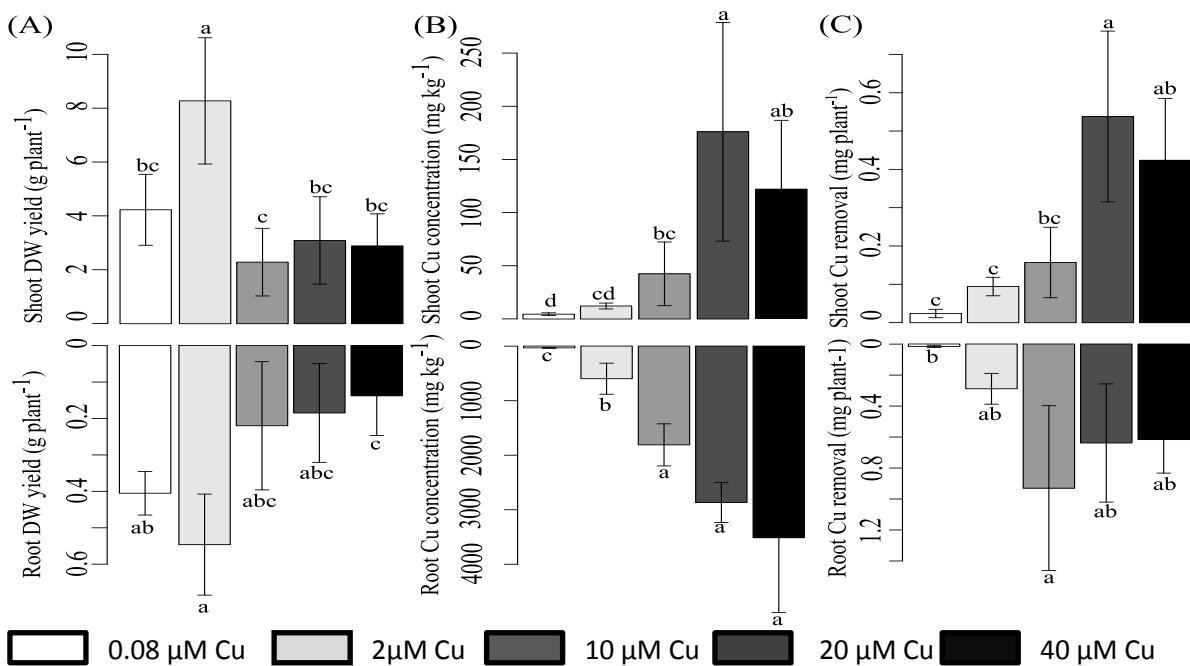 (A)
Shoot DW yield (g plant⁻¹)
10
8
6
4
2
0
bc
a
c
bc
bc
Root DW yield (g plant⁻¹)
0
0.2
0.4
0.6
ab
a
abc
abc
c
(B)
Shoot Cu concentration (mg kg⁻¹)
250
200
150
100
50
0
d
cd
bc
a
ab
Root Cu concentration (mg kg⁻¹)
0
1000
2000
3000
4000
c
b
a
a
a
(C)
Shoot Cu removal (mg plant⁻¹)
0.6
0.4
0.2
0
c
c
bc
a
ab
Root Cu removal (mg plant-1)
0
0.4
0.8
1.2
b
ab
a
ab
ab
0.08 µM Cu
2µM Cu
10 µM Cu
20 µM Cu
40 µM Cu